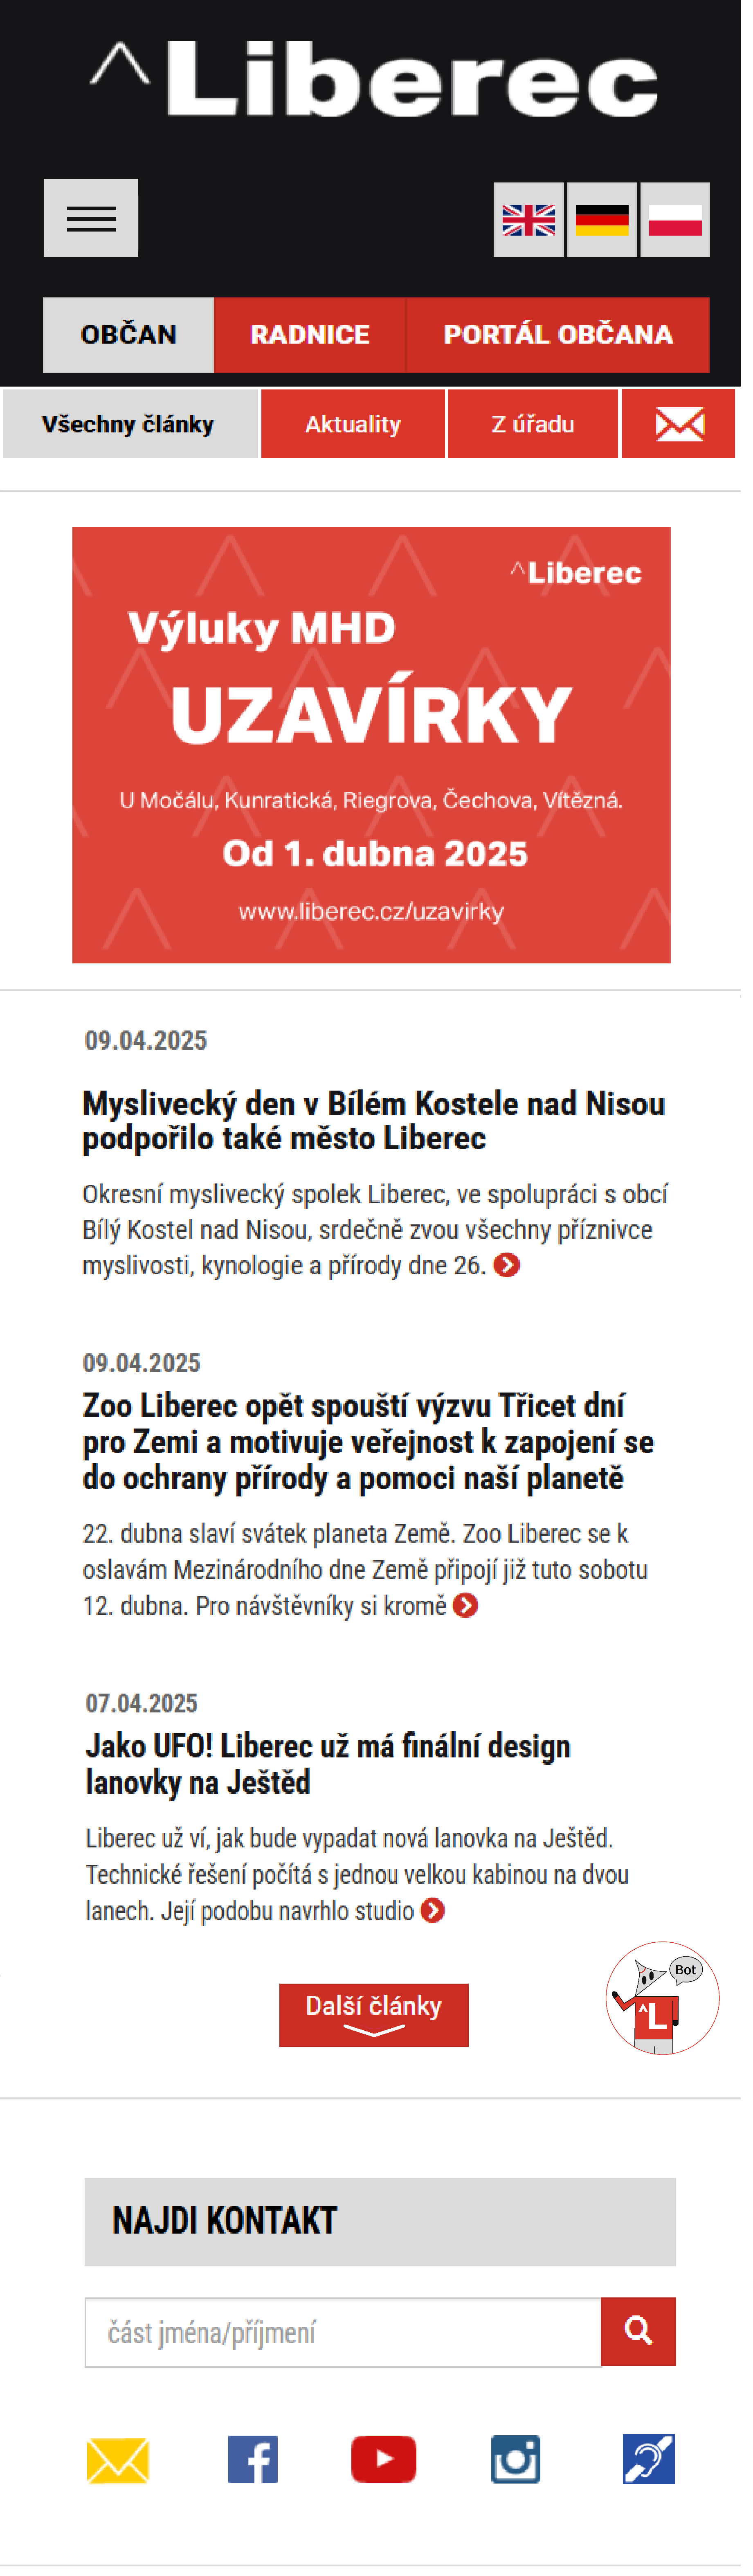 ^Liberec
OBČAN
RADNICE
PORTÁL OBČANA
Všechny články
Aktuality
Z úřadu
^Liberec
Výluky MHD
UZAVÍRKY
U Močálu, Kunratická, Riegrova, Čechova, Vítězná.
Od 1. dubna 2025
www.liberec.cz/uzavirky
09.04.2025
Myslivecký den v Bílém Kostele nad Nisou
podpořilo také město Liberec
Okresní myslivecký spolek Liberec, ve spolupráci s obcí
Bílý Kostel nad Nisou, srdečně zvou všechny příznivce
myslivosti, kynologie a přírody dne 26.
09.04.2025
Zoo Liberec opět spouští výzvu Třicet dní
pro Zemi a motivuje veřejnost k zapojení se
do ochrany přírody a pomoci naší planetě
22. dubna slaví svátek planeta Země. Zoo Liberec se k
oslavám Mezinárodního dne Země připojí již tuto sobotu
12. dubna. Pro návštěvníky si kromě
07.04.2025
Jako UFO! Liberec už má finální design
lanovky na Ještěd
Liberec už ví, jak bude vypadat nová lanovka na Ještěd.
Technické řešení počítá s jednou velkou kabinou na dvou
lanech. Její podobu navrhlo studio
Bot
^L
Další články
NAJDI KONTAKT
část jména/příjmení